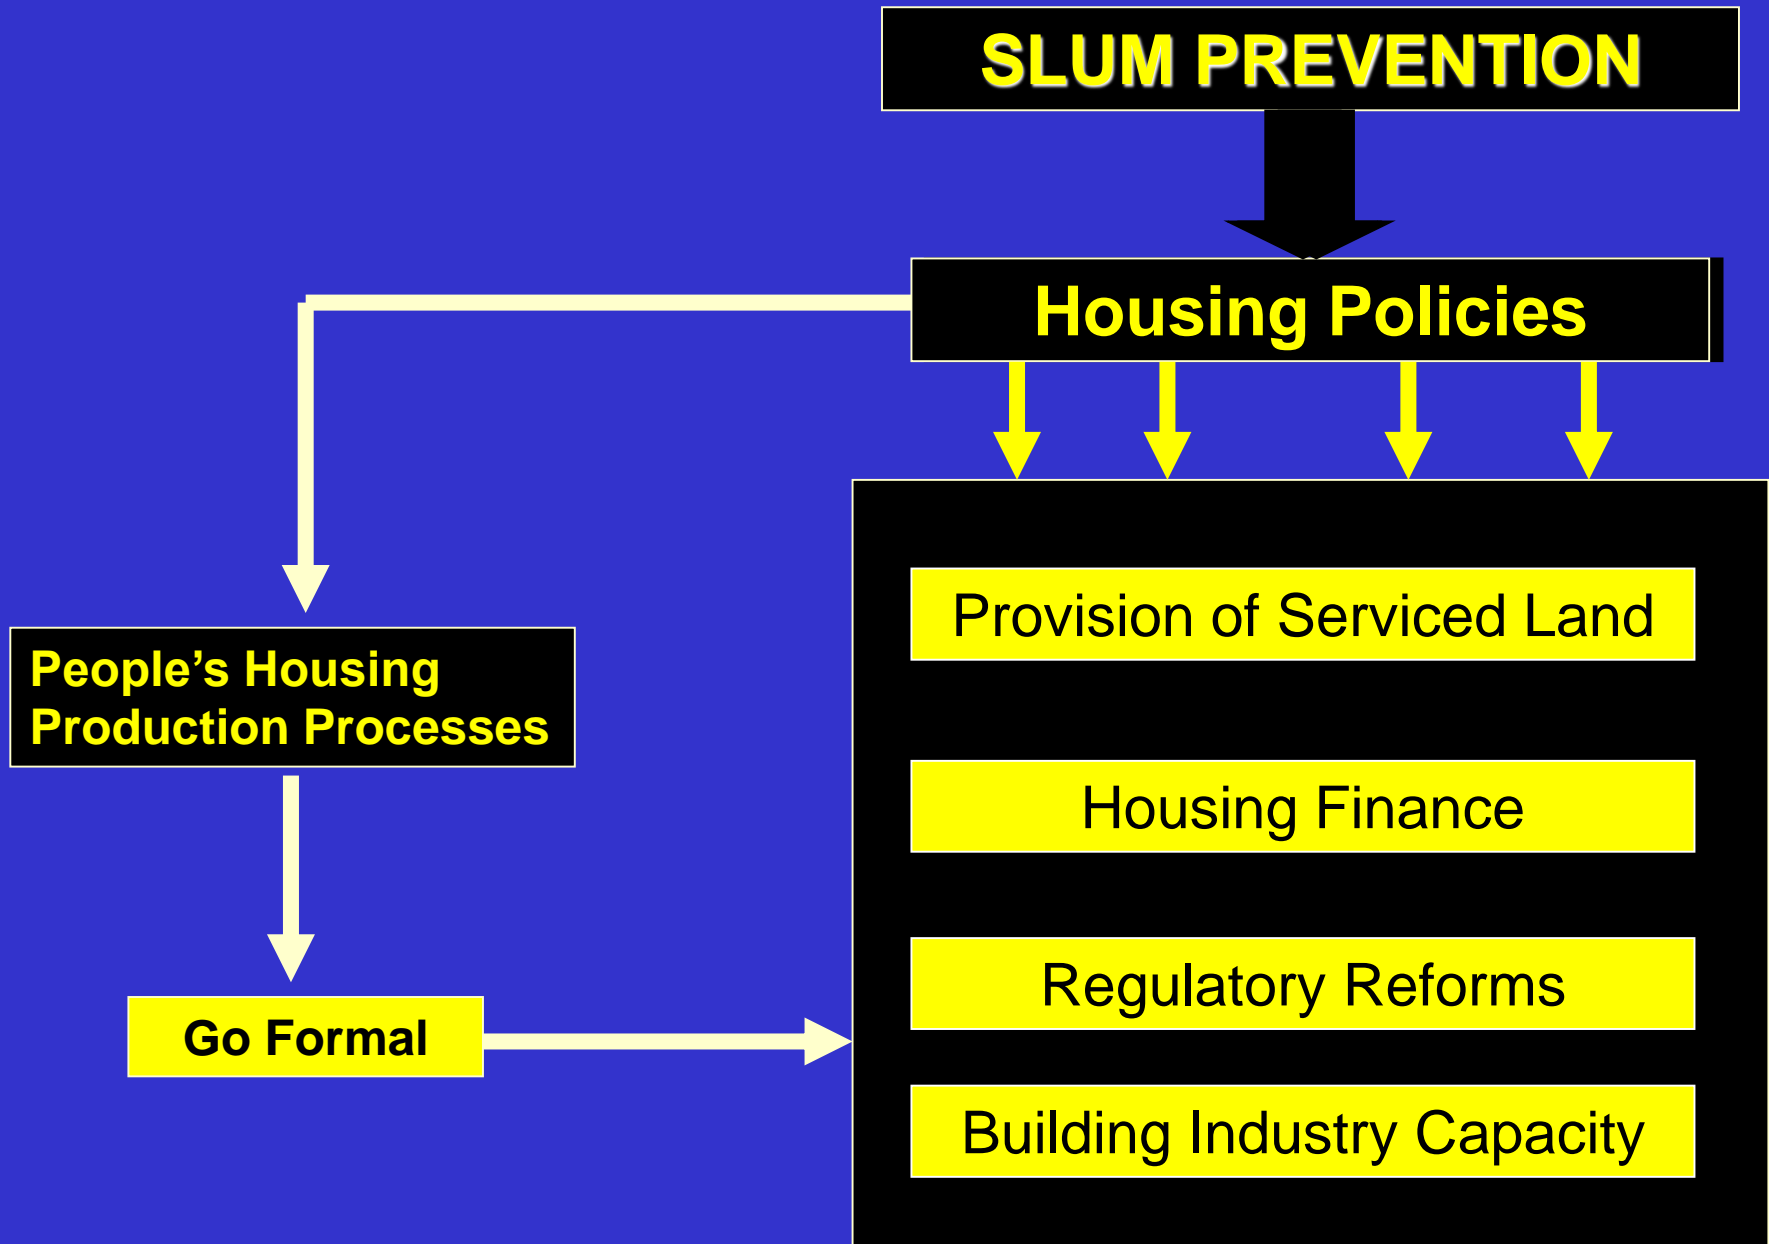 SLUM PREVENTION
Housing Policies
People’s Housing
Production Processes
Go Formal
Provision of Serviced Land
Housing Finance
Regulatory Reforms
Building Industry Capacity